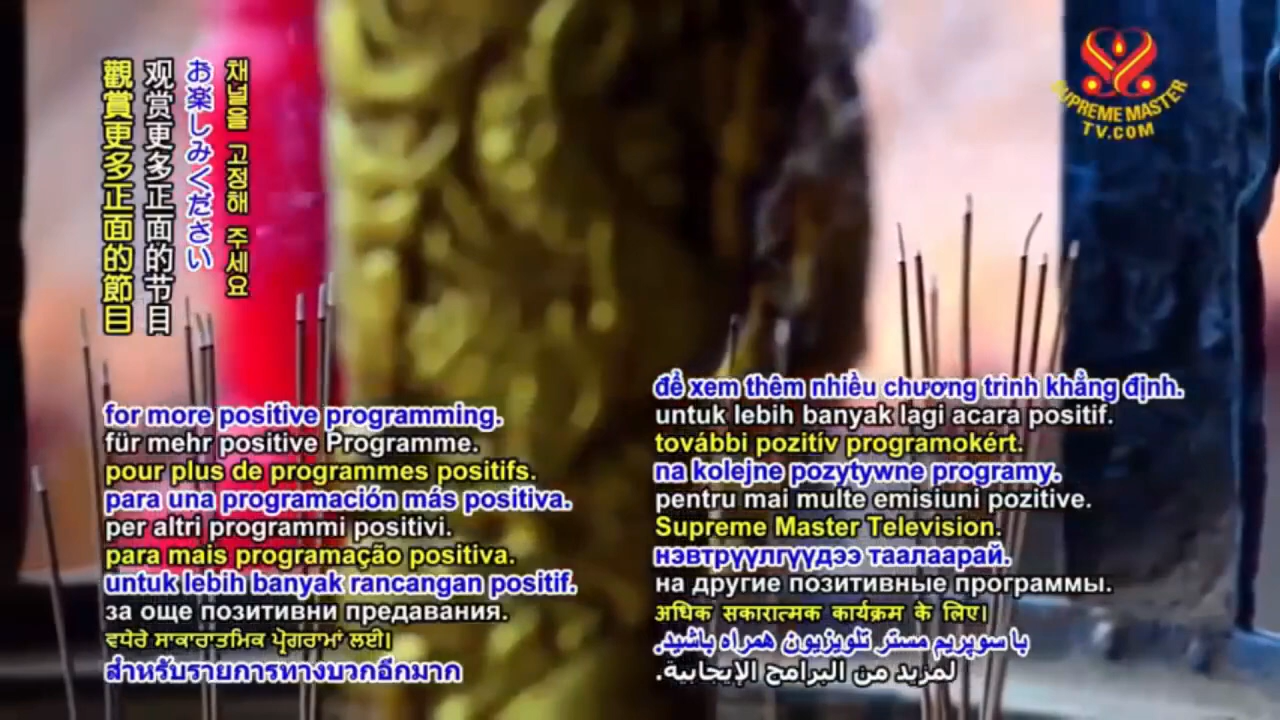 觀賞更多正面的節目
观赏更多正面的节目
お楽しみください
채널을 고정해 주세요
SUPREME MASTER
TV.COM
for more positive programming.
für mehr positive Programme.
pour plus de programmes positifs.
para una programación más positiva.
per altri programmi positivi.
para mais programação positiva.
untuk lebih banyak rancangan positif.
за още позитивни предавания.
ਵਧੇਰੇ ਸਾਕਾਰਾਤਮਿਕ ਪ੍ਰੋਗਰਾਮਾਂ ਲਈ।
สำหรับรายการทางบวกอีกมาก
để xem thêm nhiều chương trình khẳng định.
untuk lebih banyak lagi acara positif.
további pozitív programokért.
na kolejne pozytywne programy.
pentru mai multe emisiuni pozitive.
Supreme Master Television.
нэвтрүүлгүүдээ таалаарай.
на другие позитивные программы.
अधिक सकारात्मक कार्यक्रम के लिए।
با سوپریم مستر تلویزیون همراه باشید.
لمزيد من البرامج الإيجابية.